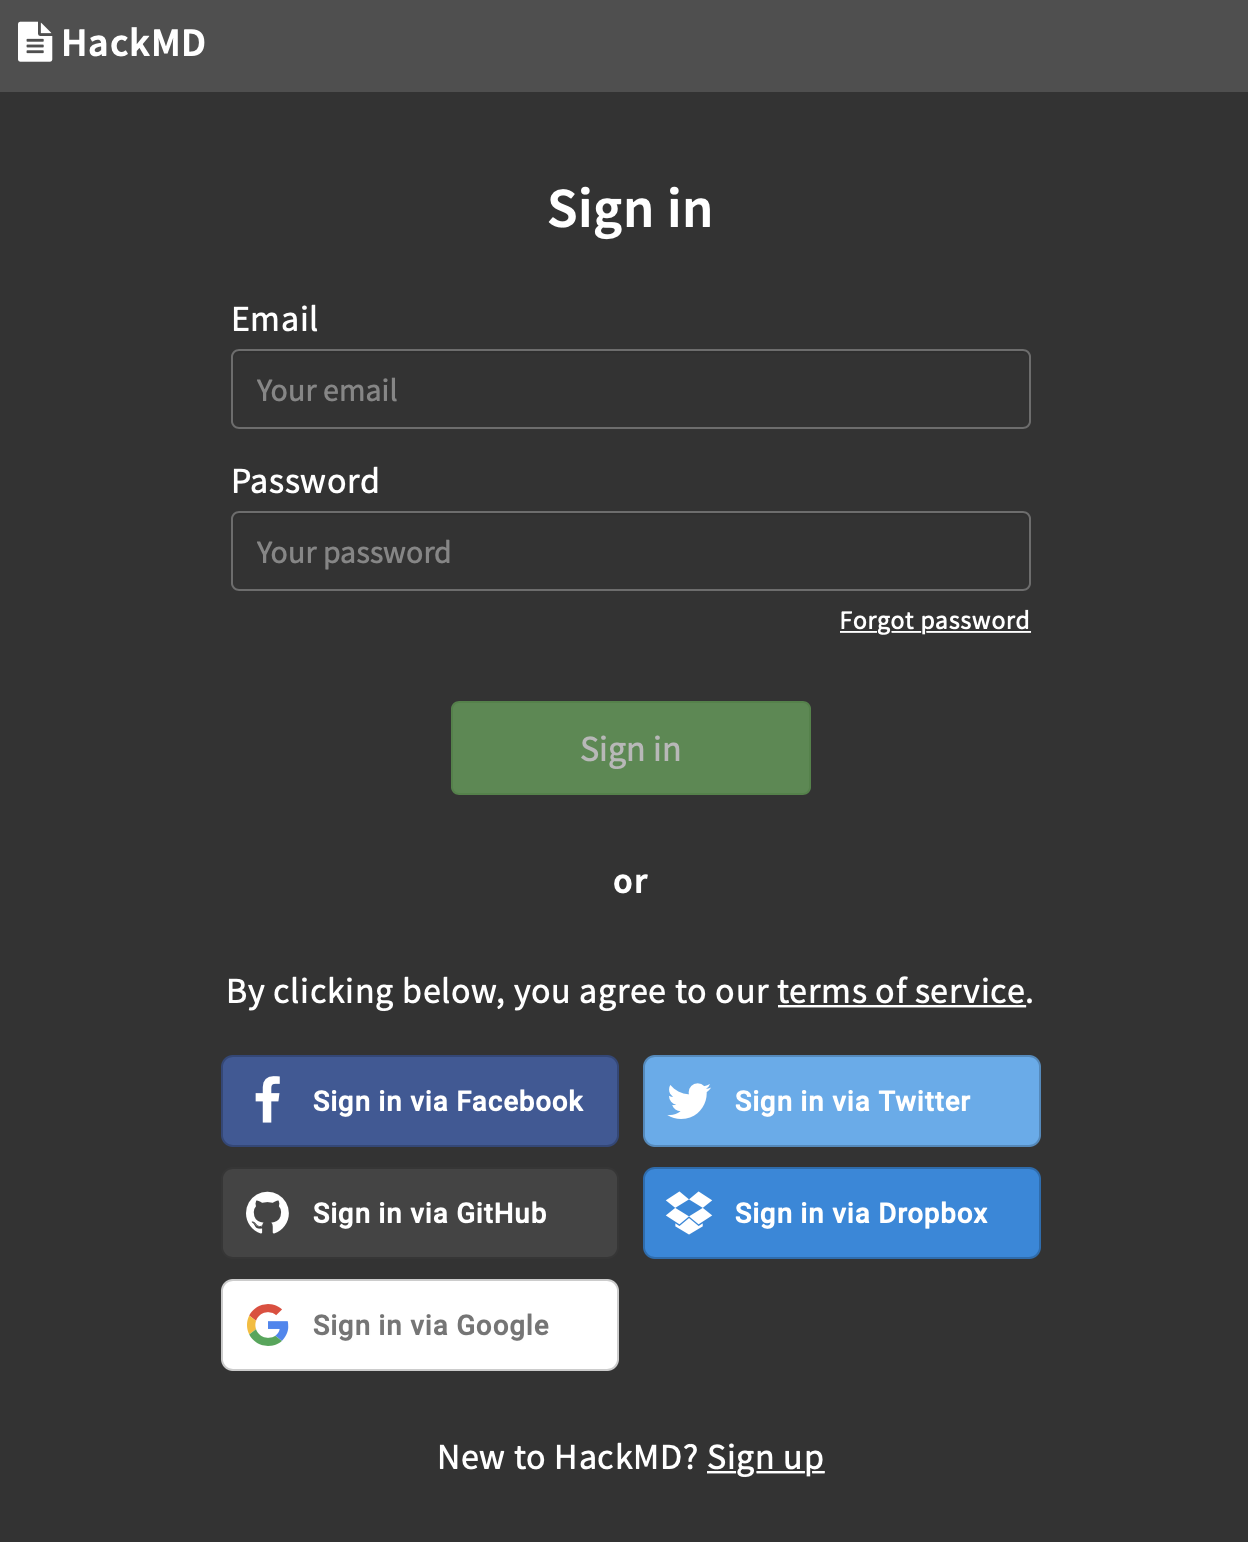 HackMD
Sign in
Email
Your email
Password
Your password
Forgot password
Sign in
or
By clicking below, you agree to our terms of service.
Sign in via Facebook
Sign in via Twitter
Sign in via GitHub
Sign in via Dropbox
Sign in via Google
New to HackMD? Sign up